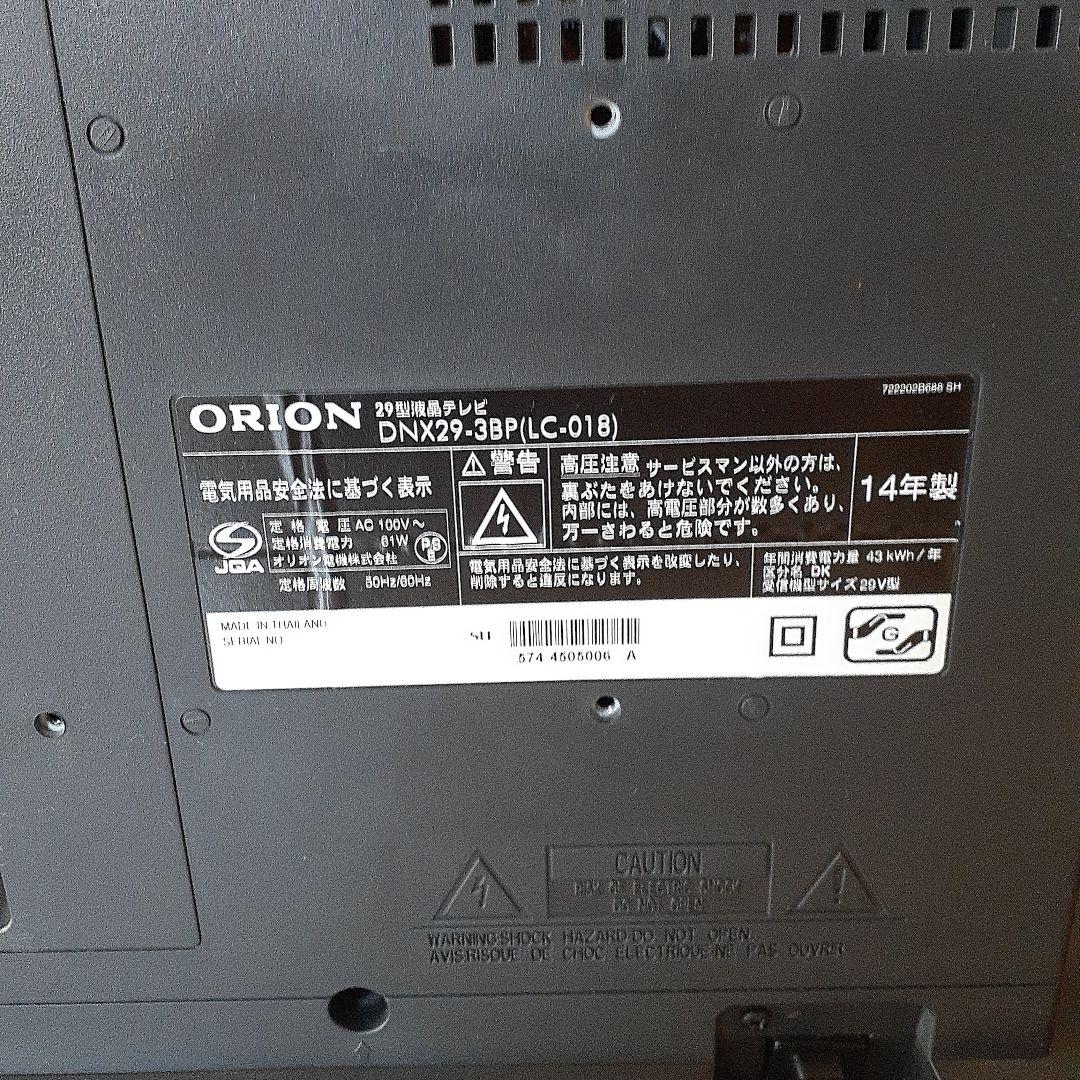 722202B688 SH
ORION 29型液晶テレビ
DNX29-3BP(LC-018)
電気用品安全法に基づく表示
定格電圧 AC 100V～
定格消費電力 61W
オリオン電機株式会社
定格周波数 50Hz/60Hz
JQA
PS
E
警告
高圧注意 サービスマン以外の方は、
裏ぶたをあけないでください。
内部には、高電圧部分が数多くあり、
万一さわると危険です。
14年製
電気用品安全法に基づく表示を改変したり、
削除すると違反になります。
年間消費電力量 43 kWh/年
区分名 DK
受信機型サイズ 29V型
MADE IN THAILAND
SERIAL NO
SH
574 4505006 A
G
CAUTION
RISK OF ELECTRIC SHOCK
DO NOT OPEN
WARNING:SHOCK HAZARD-DO NOT OPEN
AVIS:RISQUE DE CHOC ELECTRIQUE-NE PAS OUVRIR